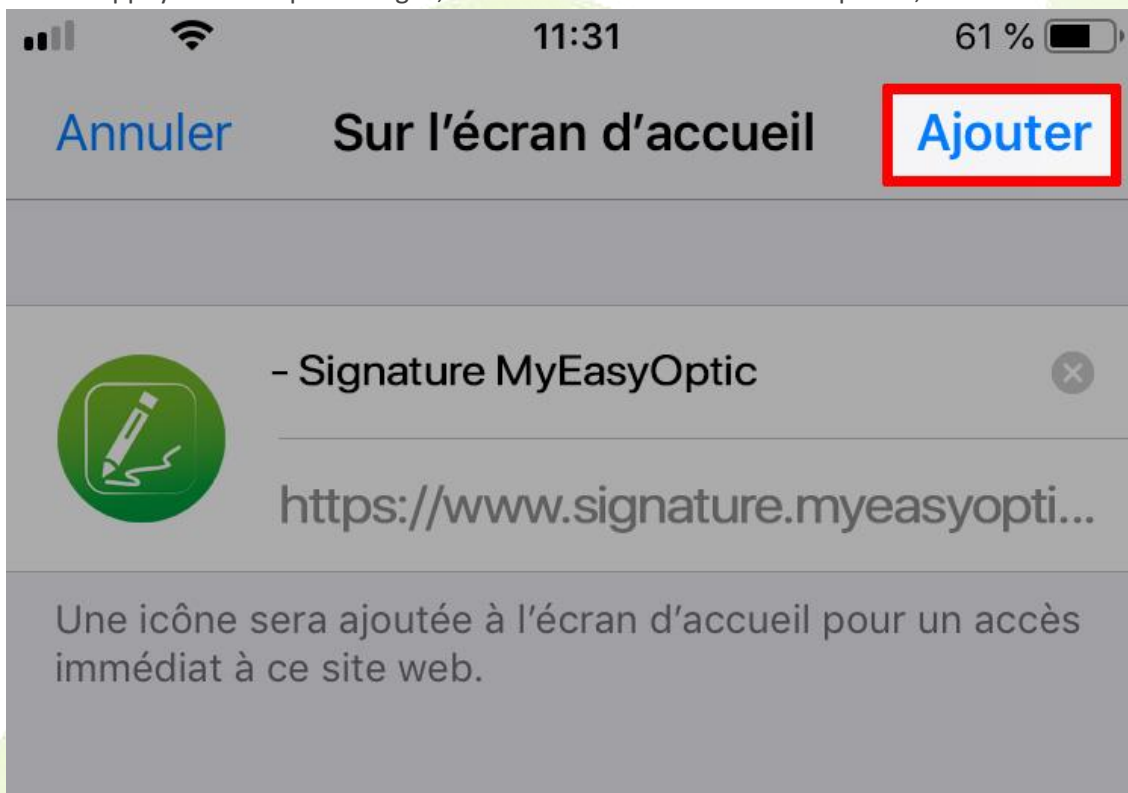 11:31
61 %
Annuler
Sur l’écran d’accueil
Ajouter
– Signature MyEasyOptic
https://www.signature.myeasyopti...
Une icône sera ajoutée à l’écran d’accueil pour un accès
immédiat à ce site web.